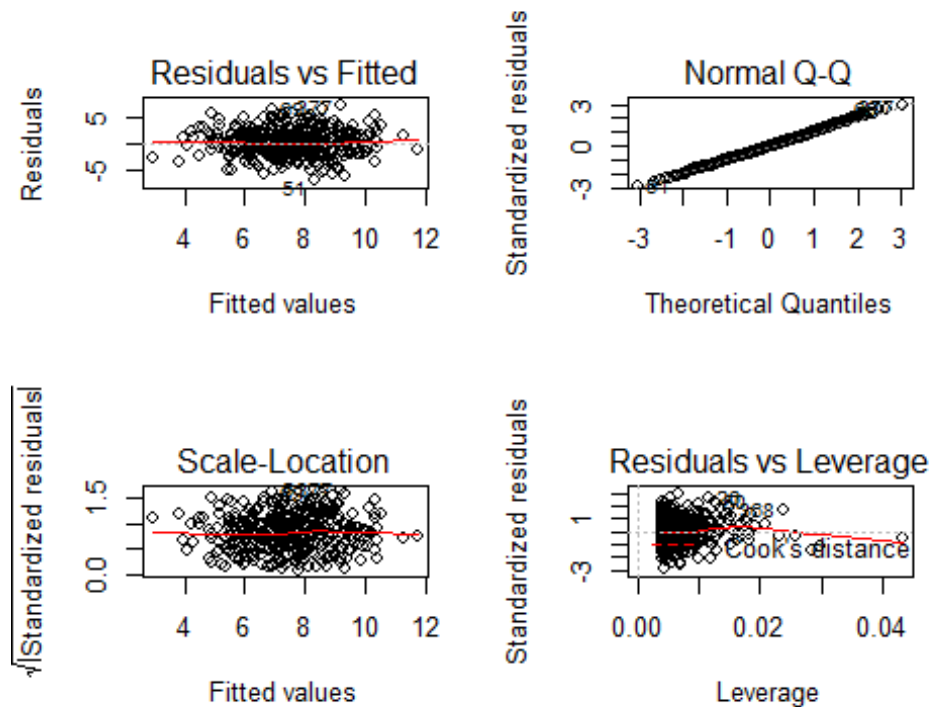 Residuals vs Fitted
Residuals
5
-5
51
4 6 8 10 12
Fitted values
Normal Q-Q
Standardized residuals
3
0
-3
-3 -1 0 1 2 3
Theoretical Quantiles
Scale-Location
√|Standardized residuals|
1.5
0.5
0.0
4 6 8 10 12
Fitted values
Residuals vs Leverage
Standardized residuals
1
-3
Cook's distance
0.00 0.02 0.04
Leverage